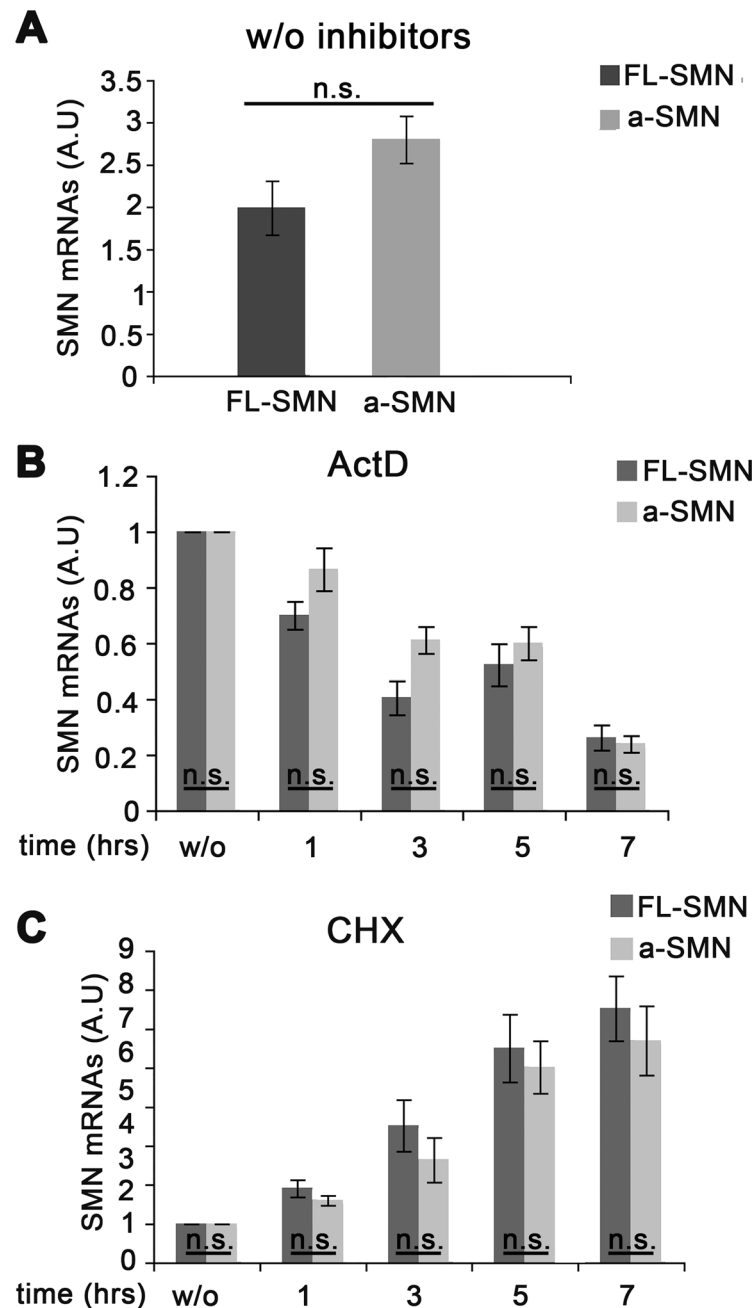 A
w/o inhibitors
FL-SMN
a-SMN
n.s.
SMN mRNAs (A.U)
3.5
3
2.5
2
1.5
1
0.5
0
FL-SMN a-SMN
B
ActD
FL-SMN
a-SMN
SMN mRNAs (A.U)
1.2
1
0.8
0.6
0.4
0.2
0
n.s. n.s. n.s. n.s. n.s.
time (hrs) w/o 1 3 5 7
C
CHX
FL-SMN
a-SMN
SMN mRNAs (A.U)
9
8
7
6
5
4
3
2
1
0
n.s. n.s. n.s. n.s. n.s.
time (hrs) w/o 1 3 5 7